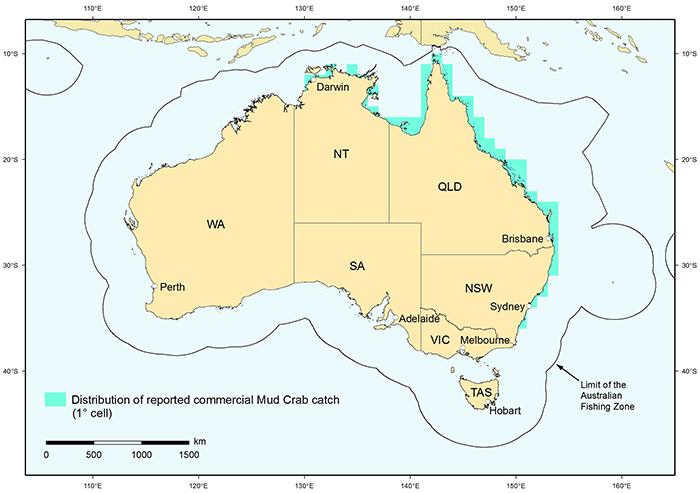 110°E 120°E 130°E 140°E 150°E 160°E
10°S 10°S
Darwin
NT
20°S 20°S
QLD
WA
Brisbane
SA
30°S 30°S
NSW
Perth
Sydney
Adelaide
VIC Melbourne
40°S 40°S
TAS
Hobart
Limit of the
Australian
Fishing Zone
Distribution of reported commercial Mud Crab catch
(1° cell)
km
0 500 1000 1500
110°E 120°E 130°E 140°E 150°E 160°E